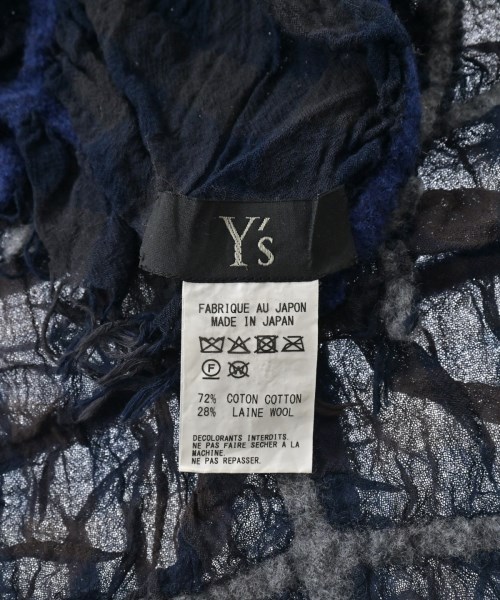 Y's
FABRIQUE AU JAPON
MADE IN JAPAN
F
72% COTON COTTON
28% LAINE WOOL
DECOLORANTS INTERDITS.
NE PAS FAIRE SECHER A LA
MACHINE.
NE PAS REPASSER.